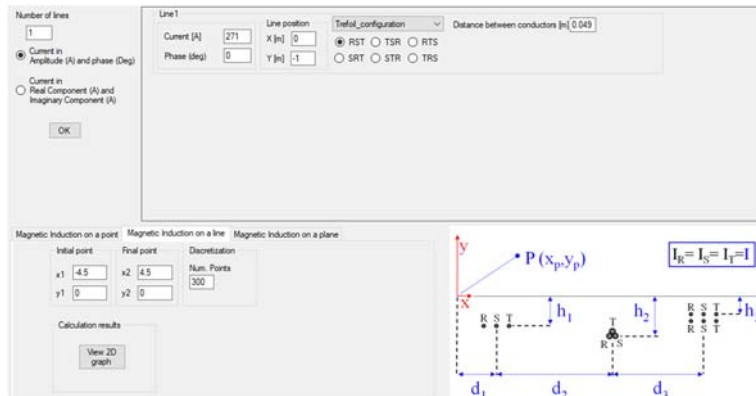 Number of lines
1
Current in
Amplitude (A) and phase (Deg)
Current in
Real Component (A) and
Imaginary Component (A)
OK
Line1
Current [A] 271
Phase (deg) 0
Line position
X [m] 0
Y [m] -1
Trefoil_configuration
RST TSR RTS
SRT STR TRS
Distance between conductors [m] 0.049
Magnetic Induction on a point Magnetic Induction on a line Magnetic Induction on a plane
Initial point
x1 -4.5
y1 0
Final point
x2 4.5
y2 0
Discretization
Num. Points
300
Calculation results
View 2D
graph
y
P (xp,yp)
IR= IS= IT=I
x
R S T
h1
h2
T
R S
R S T
R S T
h
d1 d2 d3